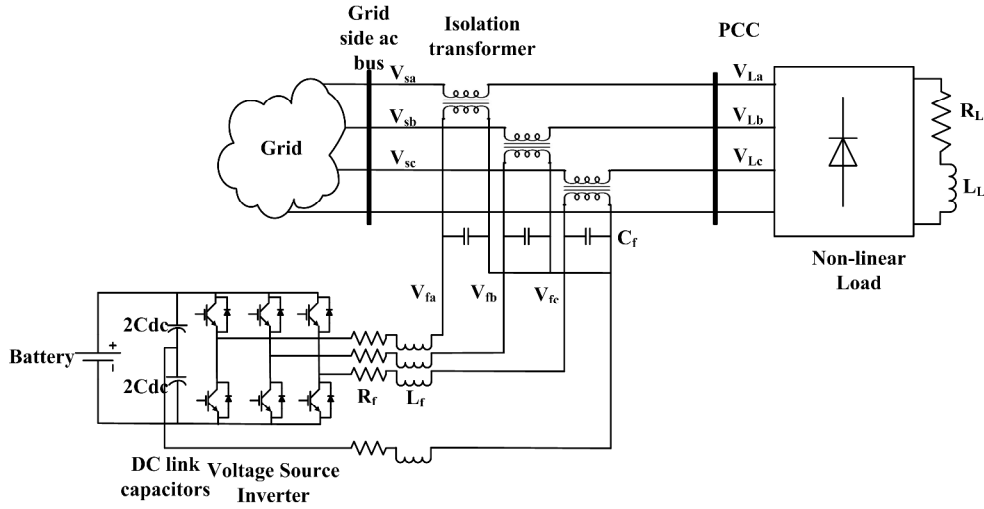 Grid
side ac
bus
Isolation
transformer
PCC
Vsa
VLa
Vsb
VLb
Vsc
VLc
Grid
RL
LL
Cf
Non-linear
Load
Vfa
Vfb
Vfc
2Cdc
Battery
+
−
2Cdc
Rf
Lf
DC link
capacitors
Voltage Source
Inverter